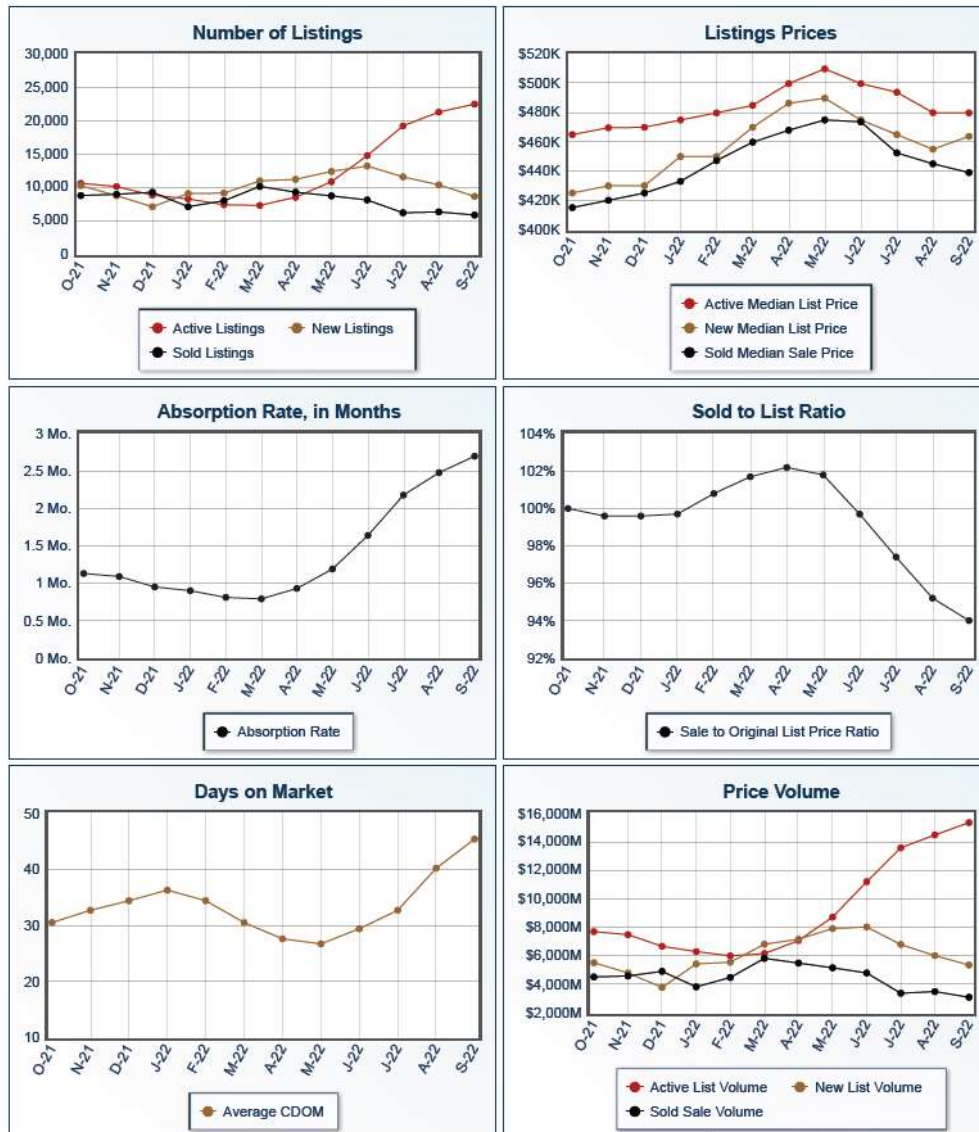 Number of Listings
30,000
25,000
20,000
15,000
10,000
5,000
0
O-21 N-21 D-21 J-22 F-22 M-22 A-22 M-22 J-22 J-22 A-22 S-22
Active Listings New Listings
Sold Listings
Listings Prices
$520K
$500K
$480K
$460K
$440K
$420K
$400K
O-21 N-21 D-21 J-22 F-22 M-22 A-22 M-22 J-22 J-22 A-22 S-22
Active Median List Price
New Median List Price
Sold Median Sale Price
Absorption Rate, in Months
3 Mo.
2.5 Mo.
2 Mo.
1.5 Mo.
1 Mo.
0.5 Mo.
0 Mo.
O-21 N-21 D-21 J-22 F-22 M-22 A-22 M-22 J-22 J-22 A-22 S-22
Absorption Rate
Sold to List Ratio
104%
102%
100%
98%
96%
94%
92%
O-21 N-21 D-21 J-22 F-22 M-22 A-22 M-22 J-22 J-22 A-22 S-22
Sale to Original List Price Ratio
Days on Market
50
40
30
20
10
O-21 N-21 D-21 J-22 F-22 M-22 A-22 M-22 J-22 J-22 A-22 S-22
Average CDOM
Price Volume
$16,000M
$14,000M
$12,000M
$10,000M
$8,000M
$6,000M
$4,000M
$2,000M
O-21 N-21 D-21 J-22 F-22 M-22 A-22 M-22 J-22 J-22 A-22 S-22
Active List Volume New List Volume
Sold Sale Volume